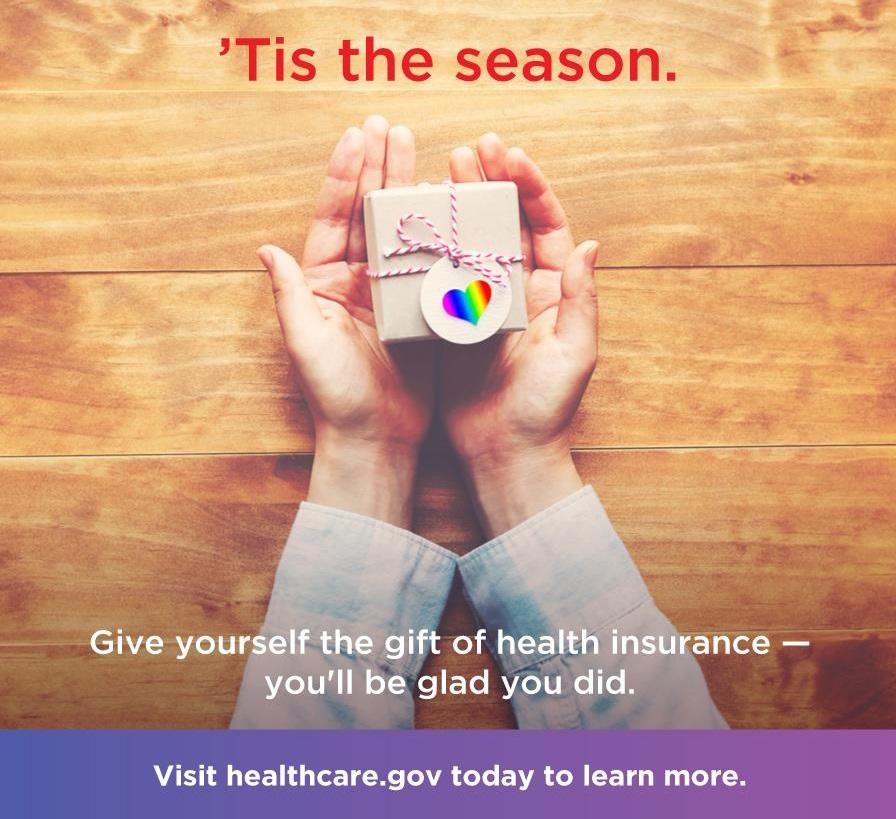 ’Tis the season.
Give yourself the gift of health insurance —
you'll be glad you did.
Visit healthcare.gov today to learn more.